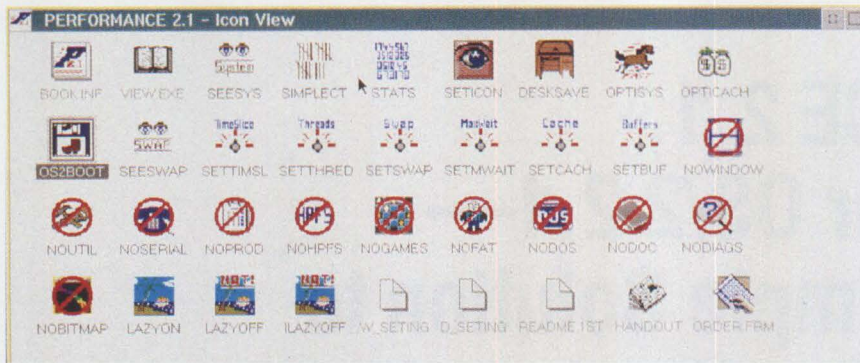 PERFORMANCE 2.1 - Icon View
System
BOOK.INF VIEW.EXE SEESYS SIMPLECT STATS SETICON DESKSAVE OPTISYS OPTICACH
SWAP TimeSlice Threads Swap MaxWait Cache Buffers
OS2BOOT SEESWAP SETTIMSL SETTHRED SETSWAP SETMWAIT SETCACH SETBUF NOWINDOW
HPFS DOS
NOUTIL NOSERIAL NOPROD NOHPFS NOGAMES NOFAT NODOS NODOC NODIAGS
NOT! NOT!
NOBITMAP LAZYON LAZYOFF ILAZYOFF W_SETING D_SETING README.1ST HANDOUT ORDER.FRM